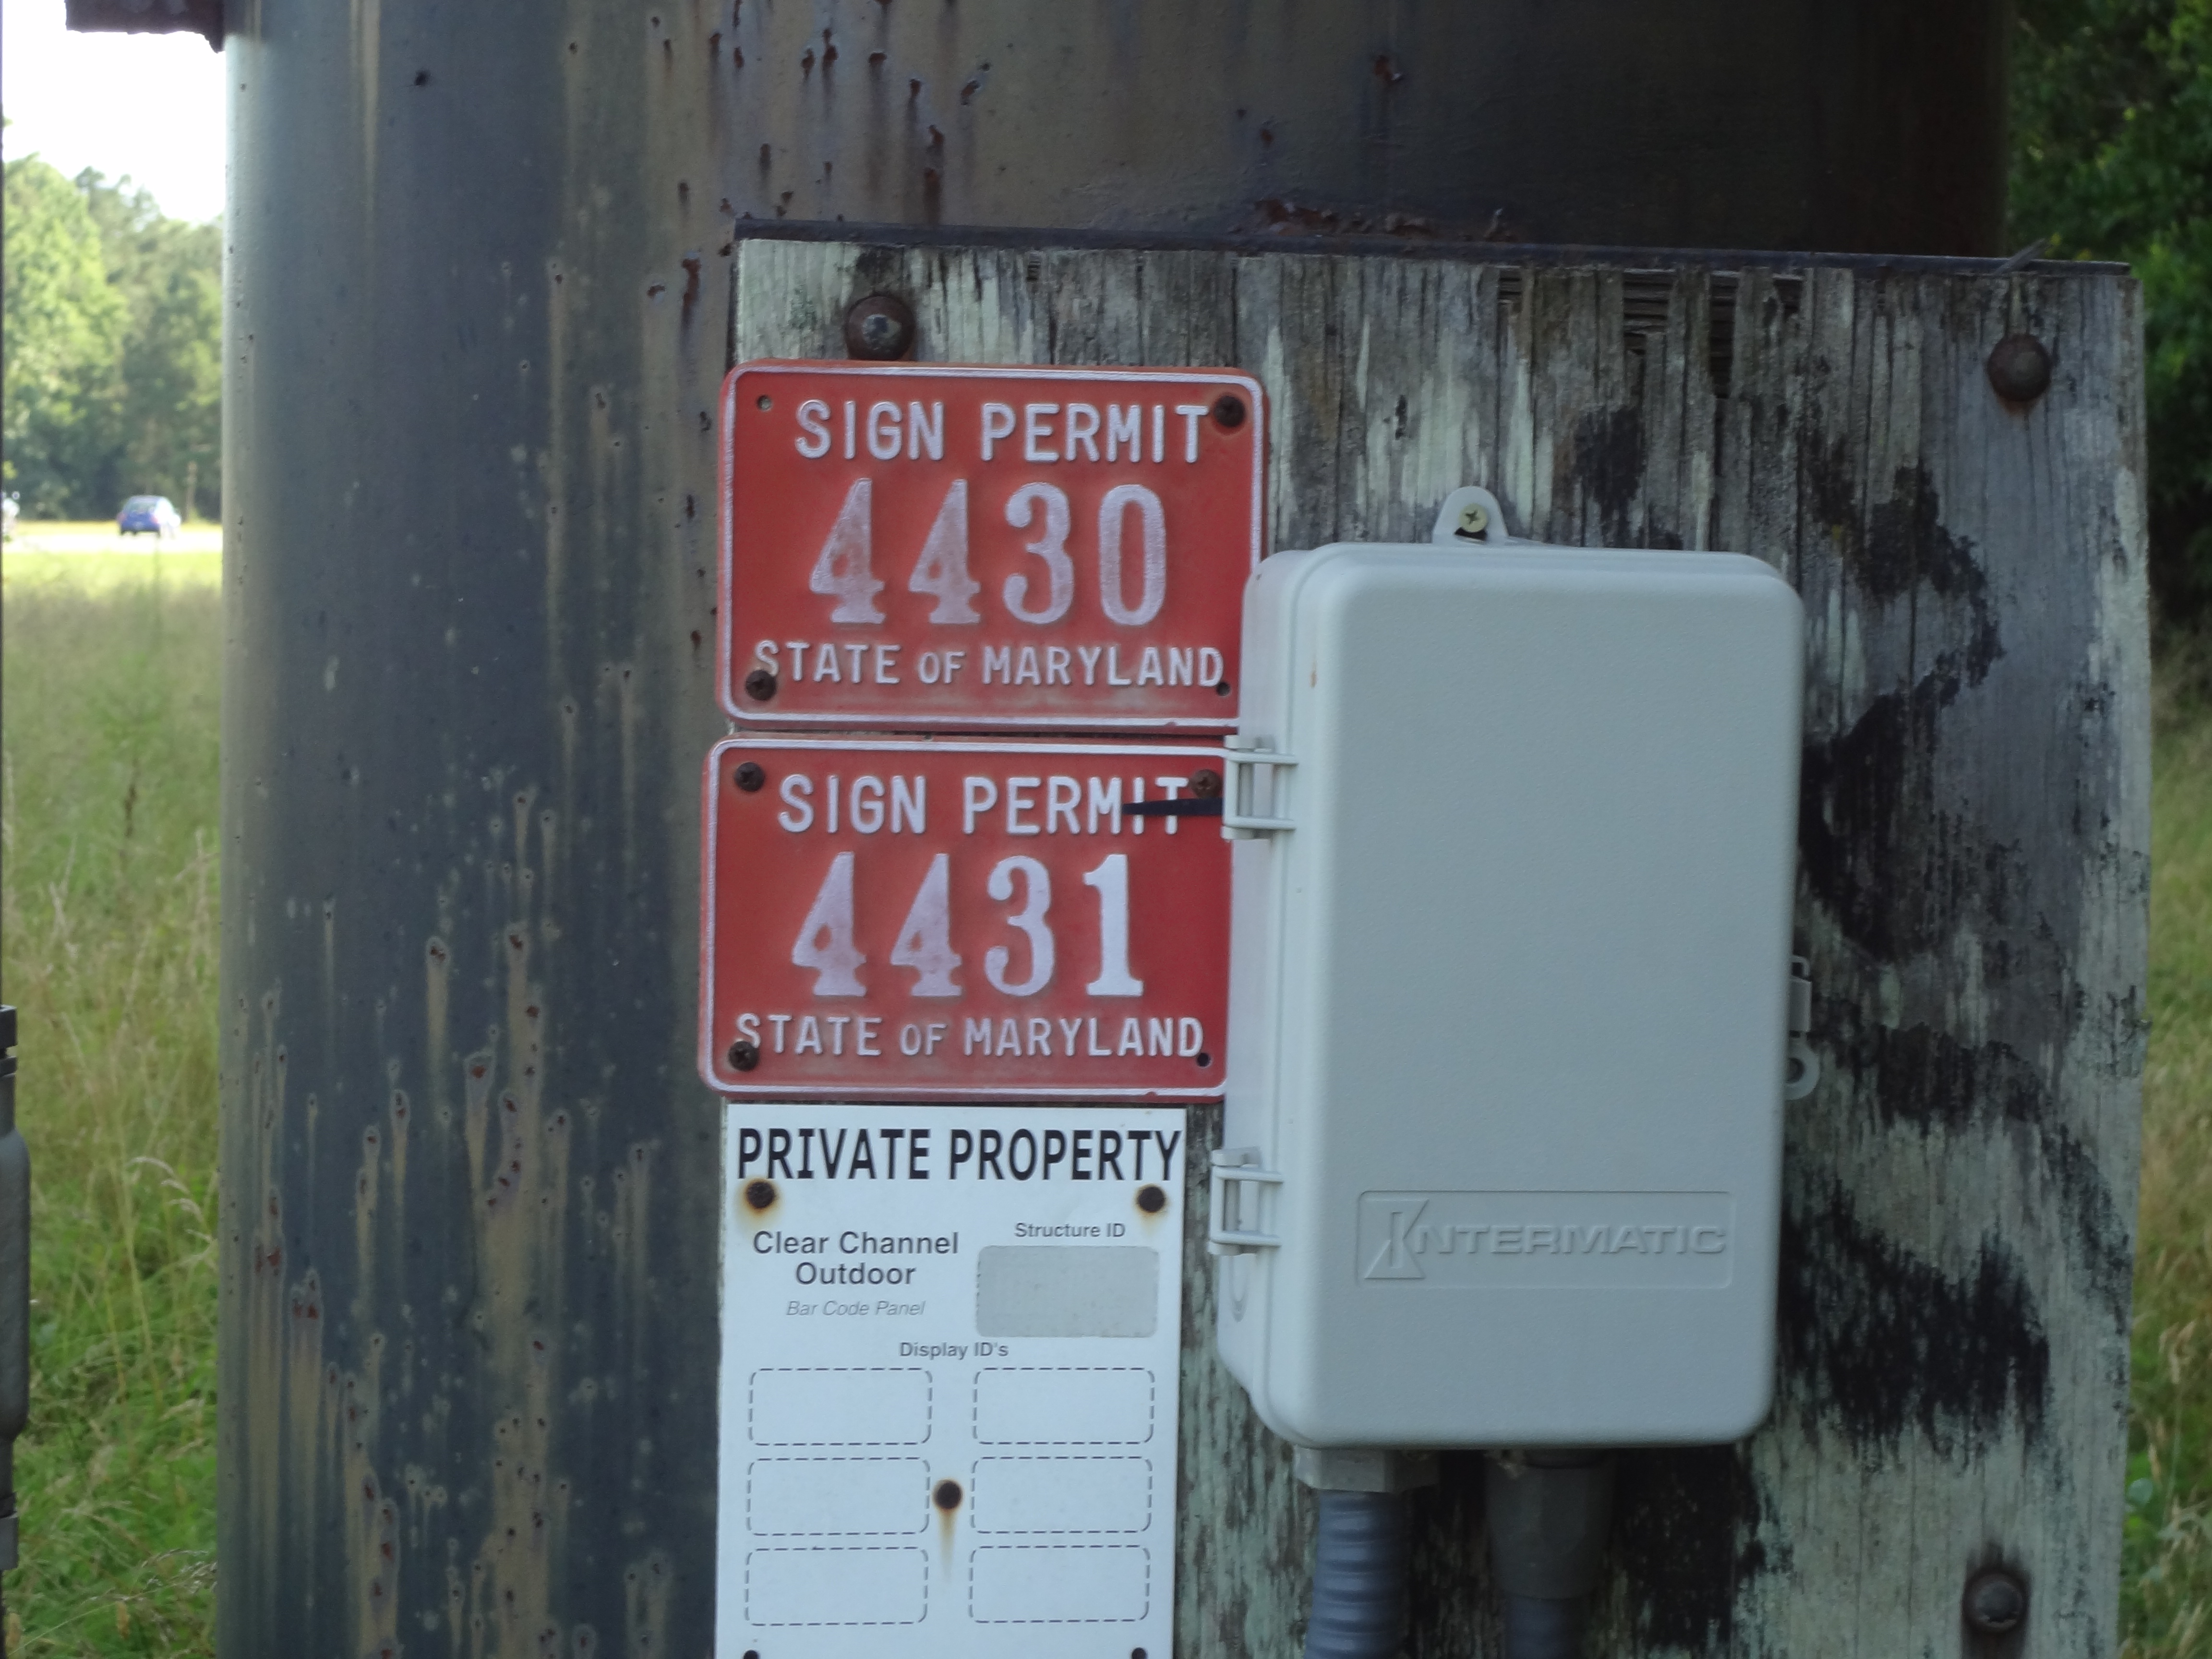 SIGN PERMIT
4430
STATE OF MARYLAND
SIGN PERMIT
4431
STATE OF MARYLAND
PRIVATE PROPERTY
Clear Channel
Outdoor
Bar Code Panel
Structure ID
Display ID's
INTERMATIC